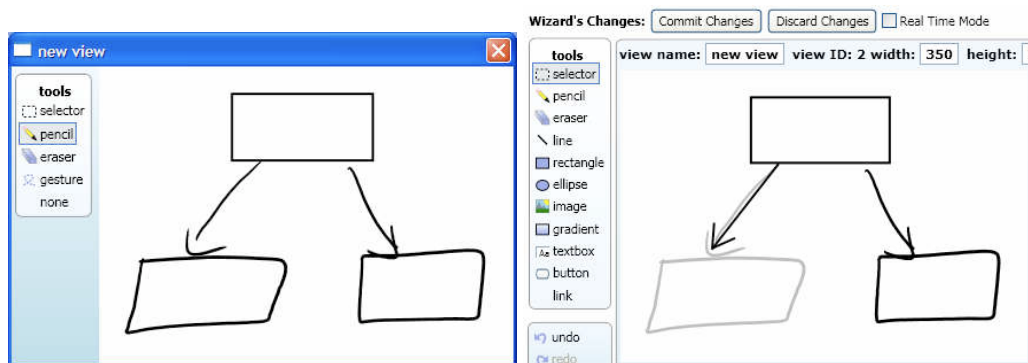 new view
tools
selector
pencil
eraser
gesture
none
Wizard's Changes: Commit Changes Discard Changes Real Time Mode
tools
selector
pencil
eraser
line
rectangle
ellipse
image
gradient
Aa textbox
button
link
undo
redo
view name: new view view ID: 2 width: 350 height: